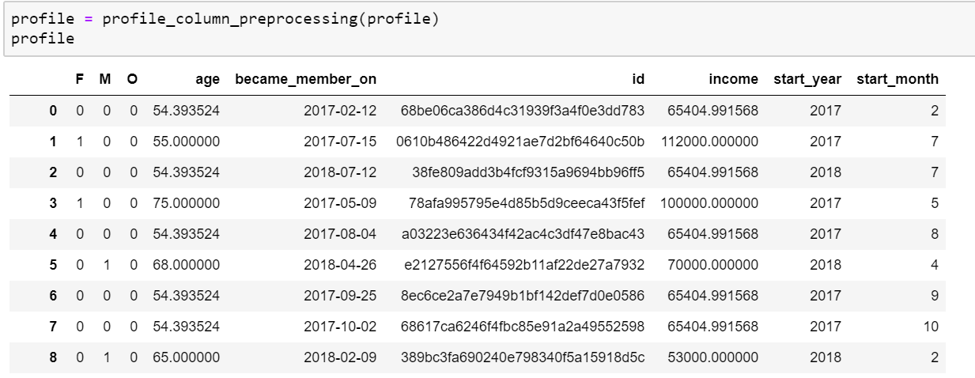 profile = profile_column_preprocessing(profile)
profile
F M O age became_member_on id income start_year start_month
0 0 0 0 54.393524 2017-02-12 68be06ca386d4c31939f3a4f0e3dd783 65404.991568 2017 2
1 1 0 0 55.000000 2017-07-15 0610b486422d4921ae7d2bf64640c50b 112000.000000 2017 7
2 0 0 0 54.393524 2018-07-12 38fe809add3b4fcf9315a9694bb96ff5 65404.991568 2018 7
3 1 0 0 75.000000 2017-05-09 78afa995795e4d85b5d9ceeca43f5fef 100000.000000 2017 5
4 0 0 0 54.393524 2017-08-04 a03223e636434f42ac4c3df47e8bac43 65404.991568 2017 8
5 0 1 0 68.000000 2018-04-26 e2127556f4f64592b11af22de27a7932 70000.000000 2018 4
6 0 0 0 54.393524 2017-09-25 8ec6ce2a7e7949b1bf142def7d0e0586 65404.991568 2017 9
7 0 0 0 54.393524 2017-10-02 68617ca6246f4fbc85e91a2a49552598 65404.991568 2017 10
8 0 1 0 65.000000 2018-02-09 389bc3fa690240e798340f5a15918d5c 53000.000000 2018 2